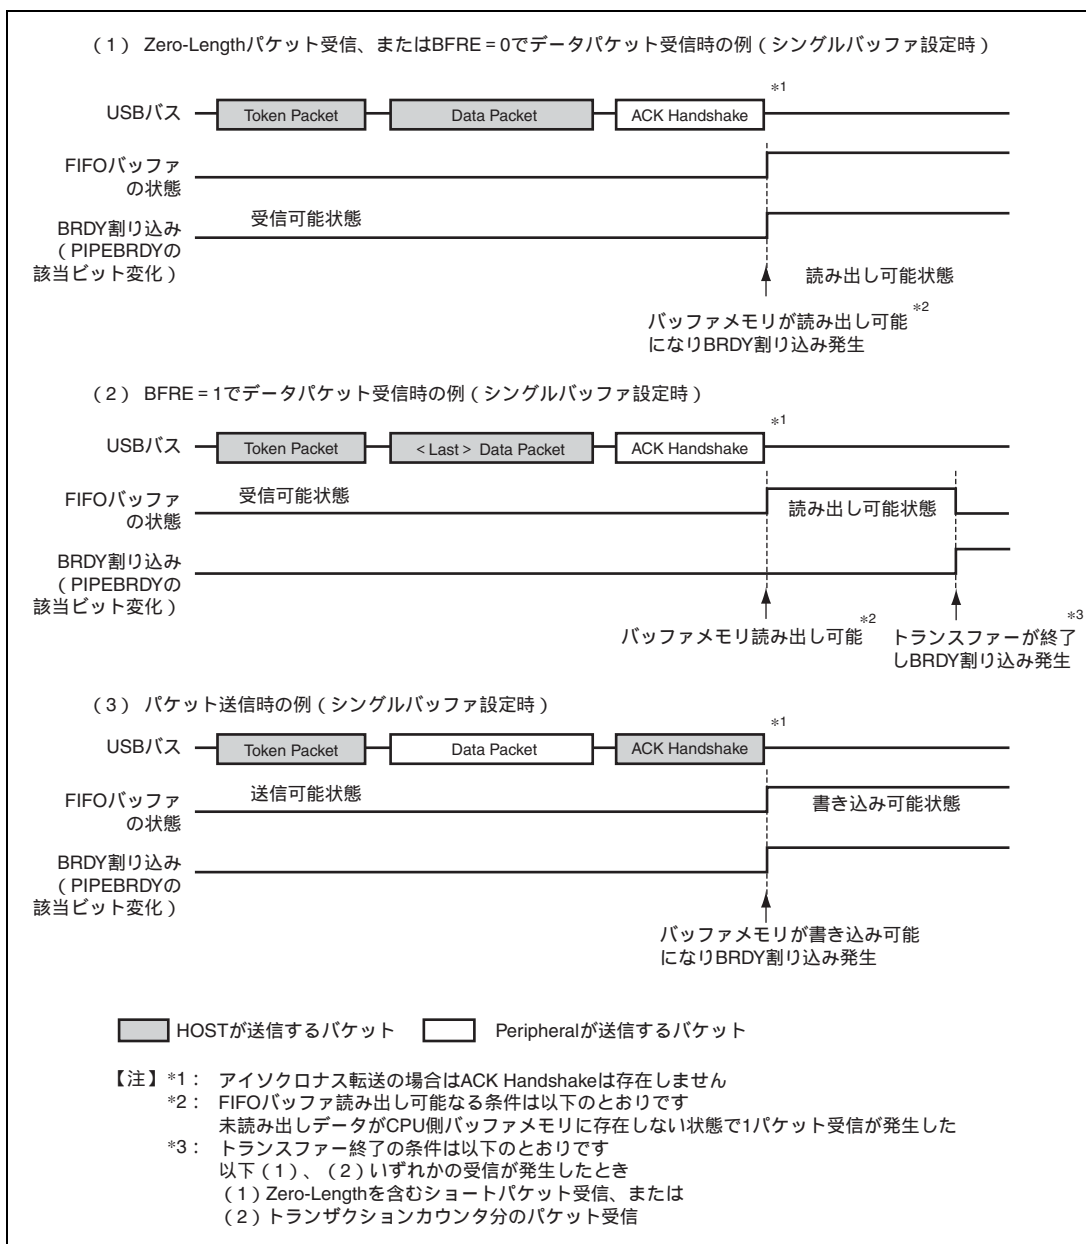 （1） Zero-Lengthパケット受信、またはBFRE＝0でデータパケット受信時の例（シングルバッファ設定時）
*1
USBバス
Token Packet
Data Packet
ACK Handshake
FIFOバッファ
の状態
受信可能状態
BRDY割り込み
（PIPEBRDYの
該当ビット変化）
読み出し可能状態
バッファメモリが読み出し可能*2
になりBRDY割り込み発生
（2） BFRE＝1でデータパケット受信時の例（シングルバッファ設定時）
*1
USBバス
Token Packet
＜Last＞ Data Packet
ACK Handshake
FIFOバッファ
の状態
受信可能状態
読み出し可能状態
BRDY割り込み
（PIPEBRDYの
該当ビット変化）
バッファメモリ読み出し可能*2
トランスファーが終了*3
しBRDY割り込み発生
（3） パケット送信時の例（シングルバッファ設定時）
*1
USBバス
Token Packet
Data Packet
ACK Handshake
FIFOバッファ
の状態
送信可能状態
書き込み可能状態
BRDY割り込み
（PIPEBRDYの
該当ビット変化）
バッファメモリが書き込み可能
になりBRDY割り込み発生
HOSTが送信するパケット
Peripheralが送信するパケット
【注】*1： アイソクロナス転送の場合はACK Handshakeは存在しません
*2： FIFOバッファ読み出し可能なる条件は以下のとおりです
未読み出しデータがCPU側バッファメモリに存在しない状態で1パケット受信が発生した
*3： トランスファー終了の条件は以下のとおりです
以下（1）、（2）いずれかの受信が発生したとき
（1）Zero-Lengthを含むショートパケット受信、または
（2）トランザクションカウンタ分のパケット受信